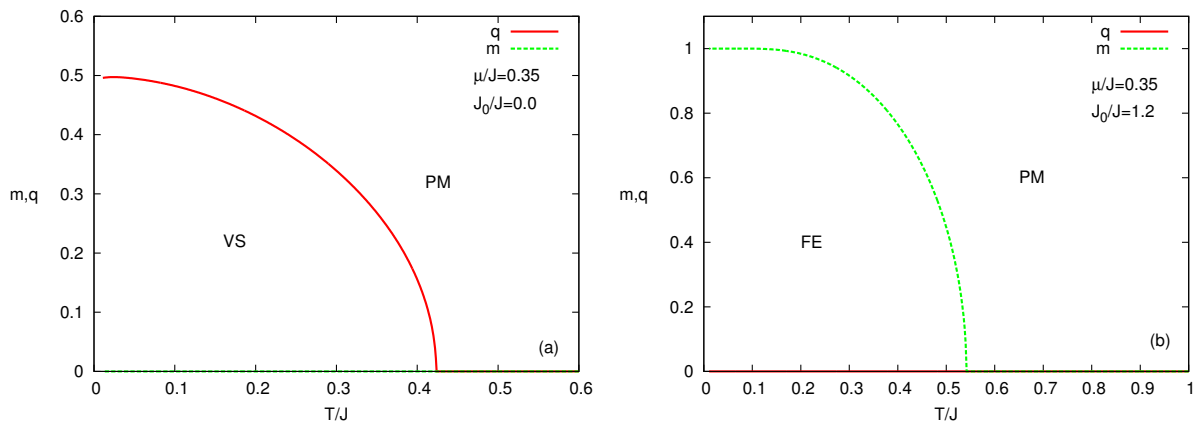 0.6
0.5
0.4
0.3
0.2
0.1
0
m,q
q
m
μ/J=0.35
J0/J=0.0
PM
VS
(a)
0 0.1 0.2 0.3 0.4 0.5 0.6
T/J
1
0.8
0.6
0.4
0.2
0
m,q
q
m
μ/J=0.35
J0/J=1.2
PM
FE
(b)
0 0.1 0.2 0.3 0.4 0.5 0.6 0.7 0.8 0.9 1
T/J